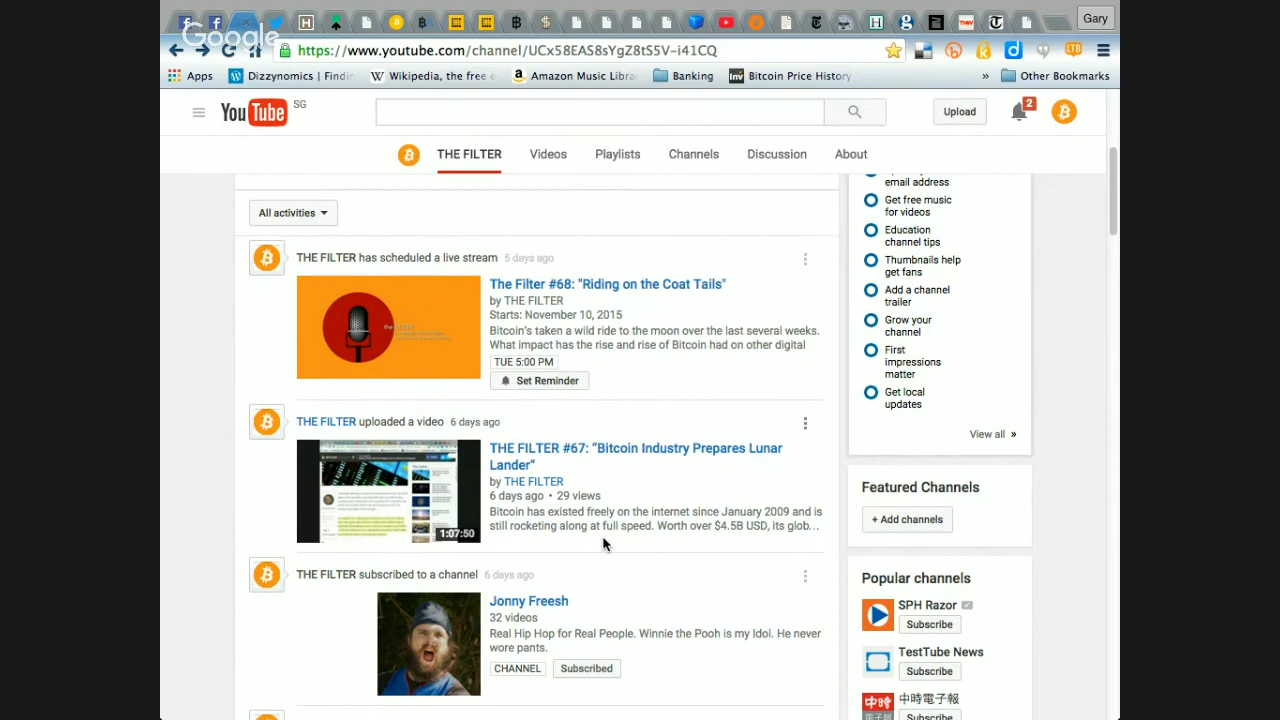 Gary
Google
https://www.youtube.com/channel/UCx58EAS8sYgZ8tS5V-i41CQ
Apps
Dizzynomics | Findin
Wikipedia, the free e
Amazon Music Libra
Banking
Bitcoin Price History
»
Other Bookmarks
YouTube SG
Upload
2
THE FILTER
Videos
Playlists
Channels
Discussion
About
All activities
THE FILTER has scheduled a live stream 5 days ago
The Filter #68: "Riding on the Coat Tails"
by THE FILTER
Starts: November 10, 2015
Bitcoin's taken a wild ride to the moon over the last several weeks.
What impact has the rise and rise of Bitcoin had on other digital
TUE 5:00 PM
Set Reminder
THE FILTER uploaded a video 6 days ago
THE FILTER #67: “Bitcoin Industry Prepares Lunar
Lander”
by THE FILTER
6 days ago • 29 views
Bitcoin has existed freely on the internet since January 2009 and is
still rocketing along at full speed. Worth over $4.5B USD, its glob...
1:07:50
THE FILTER subscribed to a channel 6 days ago
Jonny Freesh
32 videos
Real Hip Hop for Real People. Winnie the Pooh is my Idol. He never
wore pants.
CHANNEL
Subscribed
email address
Get free music
for videos
Education
channel tips
Thumbnails help
get fans
Add a channel
trailer
Grow your
channel
First
impressions
matter
Get local
updates
View all »
Featured Channels
+ Add channels
Popular channels
SPH Razor
Subscribe
TestTube News
Subscribe
中時電子報
Subscribe